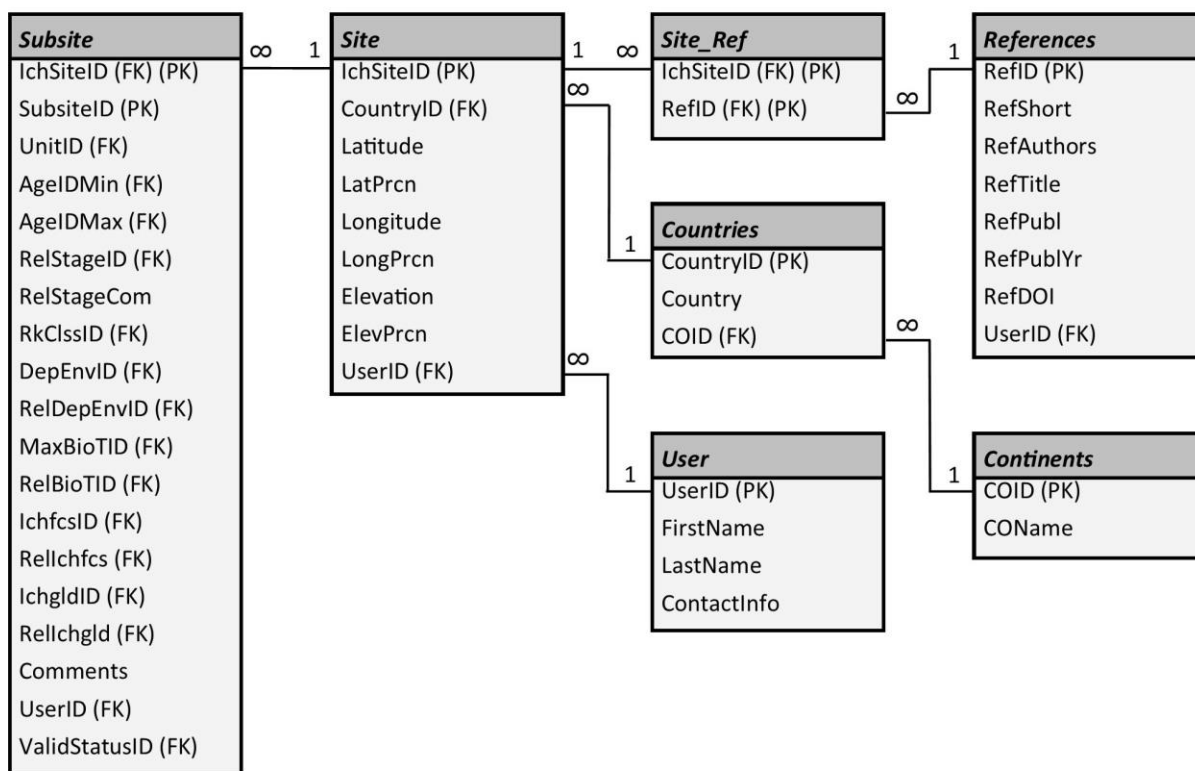 Subsite
IchSiteID (FK) (PK)
SubsiteID (PK)
UnitID (FK)
AgeIDMin (FK)
AgeIDMax (FK)
RelStageID (FK)
RelStageCom
RkClssID (FK)
DepEnvID (FK)
RelDepEnvID (FK)
MaxBioTID (FK)
RelBioTID (FK)
IchfcsID (FK)
RelIchfcs (FK)
IchgldID (FK)
RelIchgld (FK)
Comments
UserID (FK)
ValidStatusID (FK)
∞ 1
Site
IchSiteID (PK)
CountryID (FK)
Latitude
LatPrcn
Longitude
LongPrcn
Elevation
ElevPrcn
UserID (FK)
1 ∞
∞
1
∞
1
Site_Ref
IchSiteID (FK) (PK)
RefID (FK) (PK)
Countries
CountryID (PK)
Country
COID (FK)
User
UserID (PK)
FirstName
LastName
ContactInfo
1
∞
∞
1
References
RefID (PK)
RefShort
RefAuthors
RefTitle
RefPubl
RefPublYr
RefDOI
UserID (FK)
Continents
COID (PK)
COName